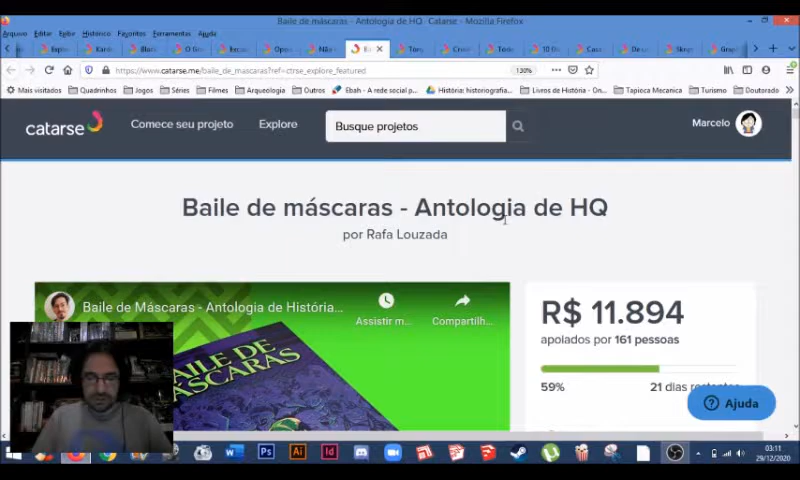 Baile de máscaras - Antologia de HQ · Catarse - Mozilla Firefox
Arquivo Editar Exibir Histórico Favoritos Ferramentas Ajuda
https://www.catarse.me/baile_de_mascaras?ref=ctrse_explore_featured
130%
Mais visitados Quadrinhos Jogos Séries Filmes Arqueologia Outros Ebah - A rede social p... História: historiografia... Livros de História - On... Tapioca Mecanica Turismo Doutorado
catarse
Comece seu projeto
Explore
Busque projetos
Marcelo
Baile de máscaras - Antologia de HQ
por Rafa Louzada
Baile de Máscaras - Antologia de História...
Assistir m...
Compartilh...
BAILE DE
MÁSCARAS
R$ 11.894
apoiados por 161 pessoas
59%
21 dias restantes
Ajuda
03:11
29/12/2020